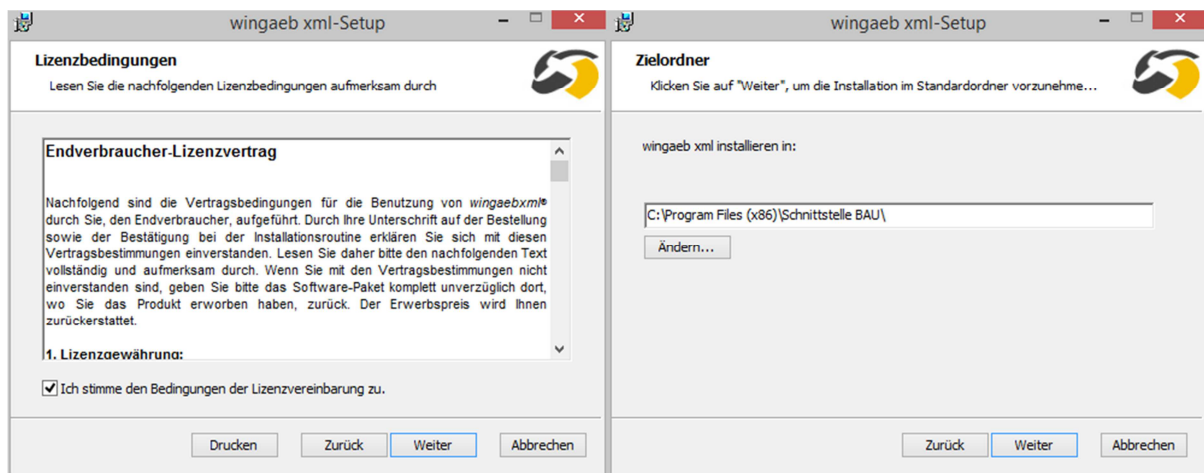 wingaeb xml-Setup
Lizenzbedingungen
Lesen Sie die nachfolgenden Lizenzbedingungen aufmerksam durch
Endverbraucher-Lizenzvertrag
Nachfolgend sind die Vertragsbedingungen für die Benutzung von wingaebxml®
durch Sie, den Endverbraucher, aufgeführt. Durch Ihre Unterschrift auf der Bestellung
sowie der Bestätigung bei der Installationsroutine erklären Sie sich mit diesen
Vertragsbestimmungen einverstanden. Lesen Sie daher bitte den nachfolgenden Text
vollständig und aufmerksam durch. Wenn Sie mit den Vertragsbestimmungen nicht
einverstanden sind, geben Sie bitte das Software-Paket komplett unverzüglich dort,
wo Sie das Produkt erworben haben, zurück. Der Erwerbspreis wird Ihnen
zurückerstattet.
1. Lizenzgewährung:
Ich stimme den Bedingungen der Lizenzvereinbarung zu.
Drucken Zurück Weiter Abbrechen
wingaeb xml-Setup
Zielordner
Klicken Sie auf "Weiter", um die Installation im Standardordner vorzunehme...
wingaeb xml installieren in:
C:\Program Files (x86)\Schnittstelle BAU\
Ändern...
Zurück Weiter Abbrechen